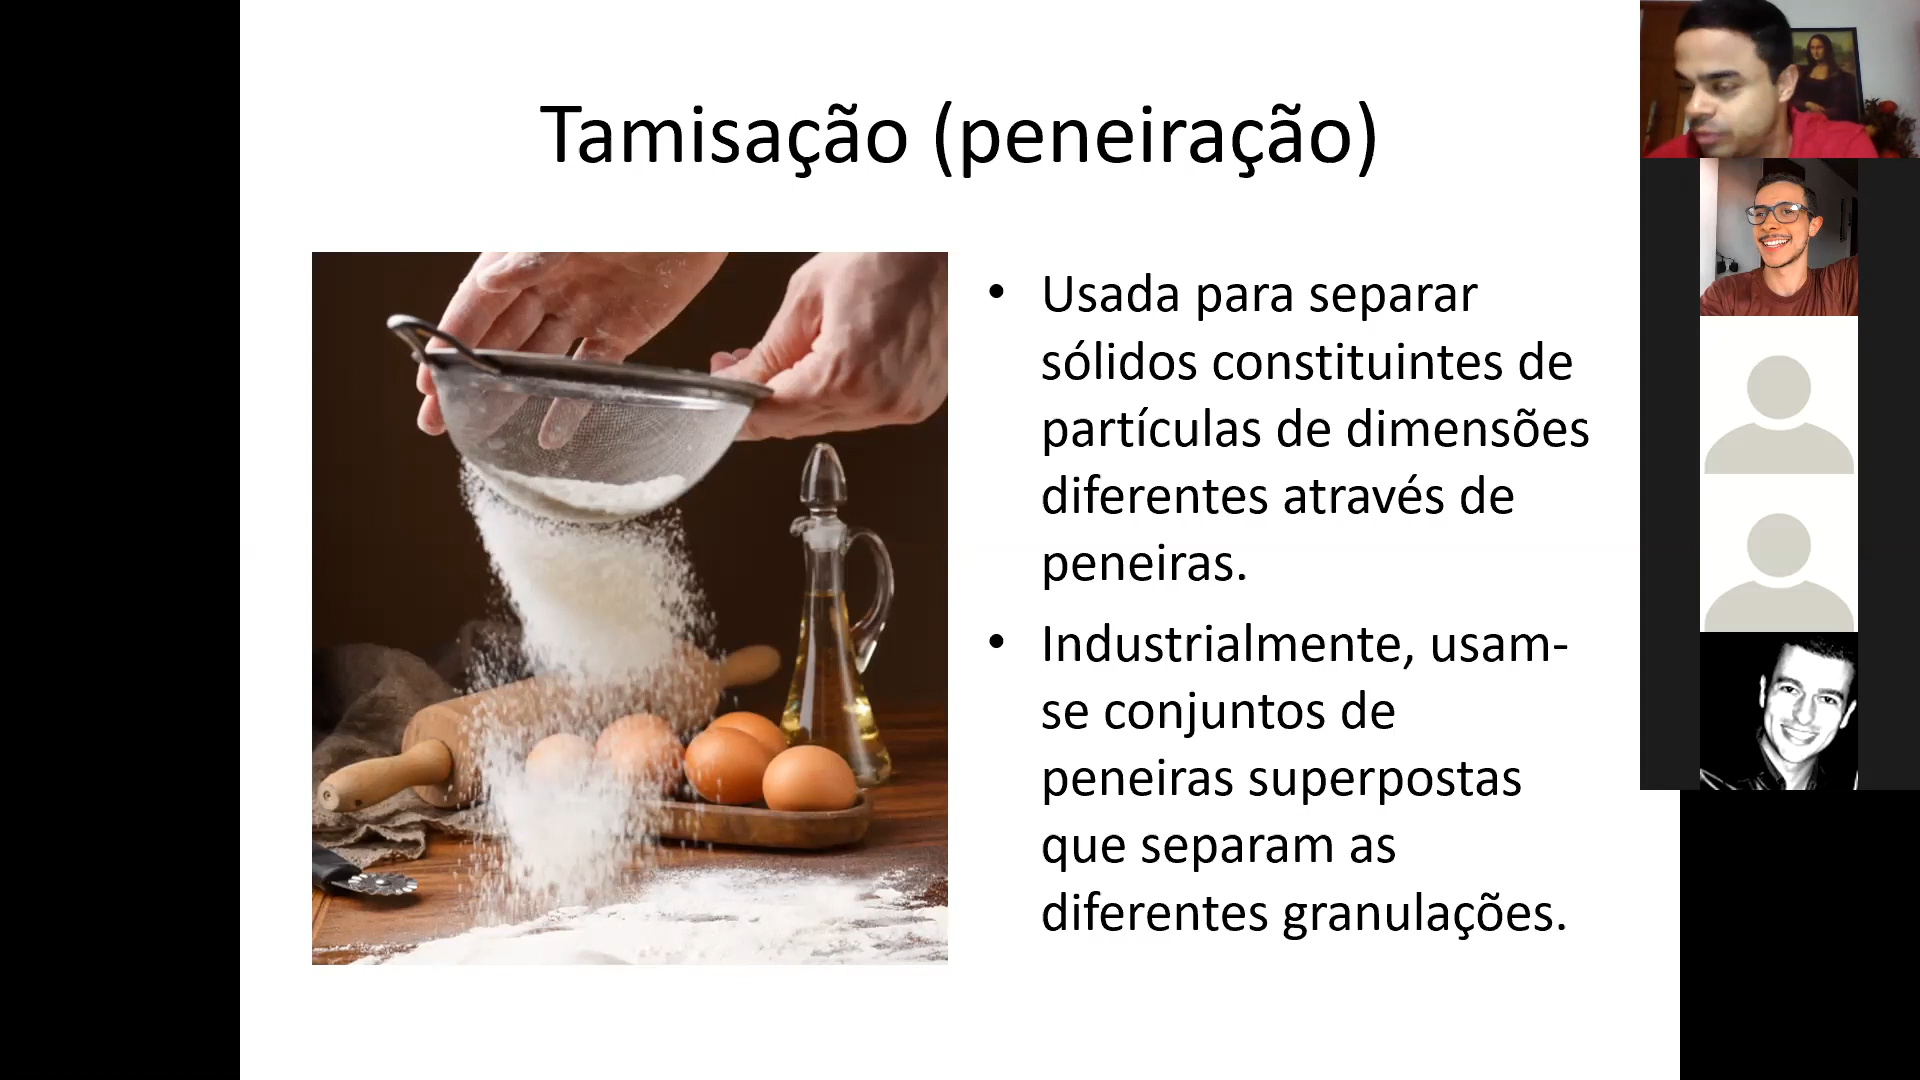 Tamisação (peneiração)
• Usada para separar
sólidos constituintes de
partículas de dimensões
diferentes através de
peneiras.
• Industrialmente, usam-
se conjuntos de
peneiras superpostas
que separam as
diferentes granulações.